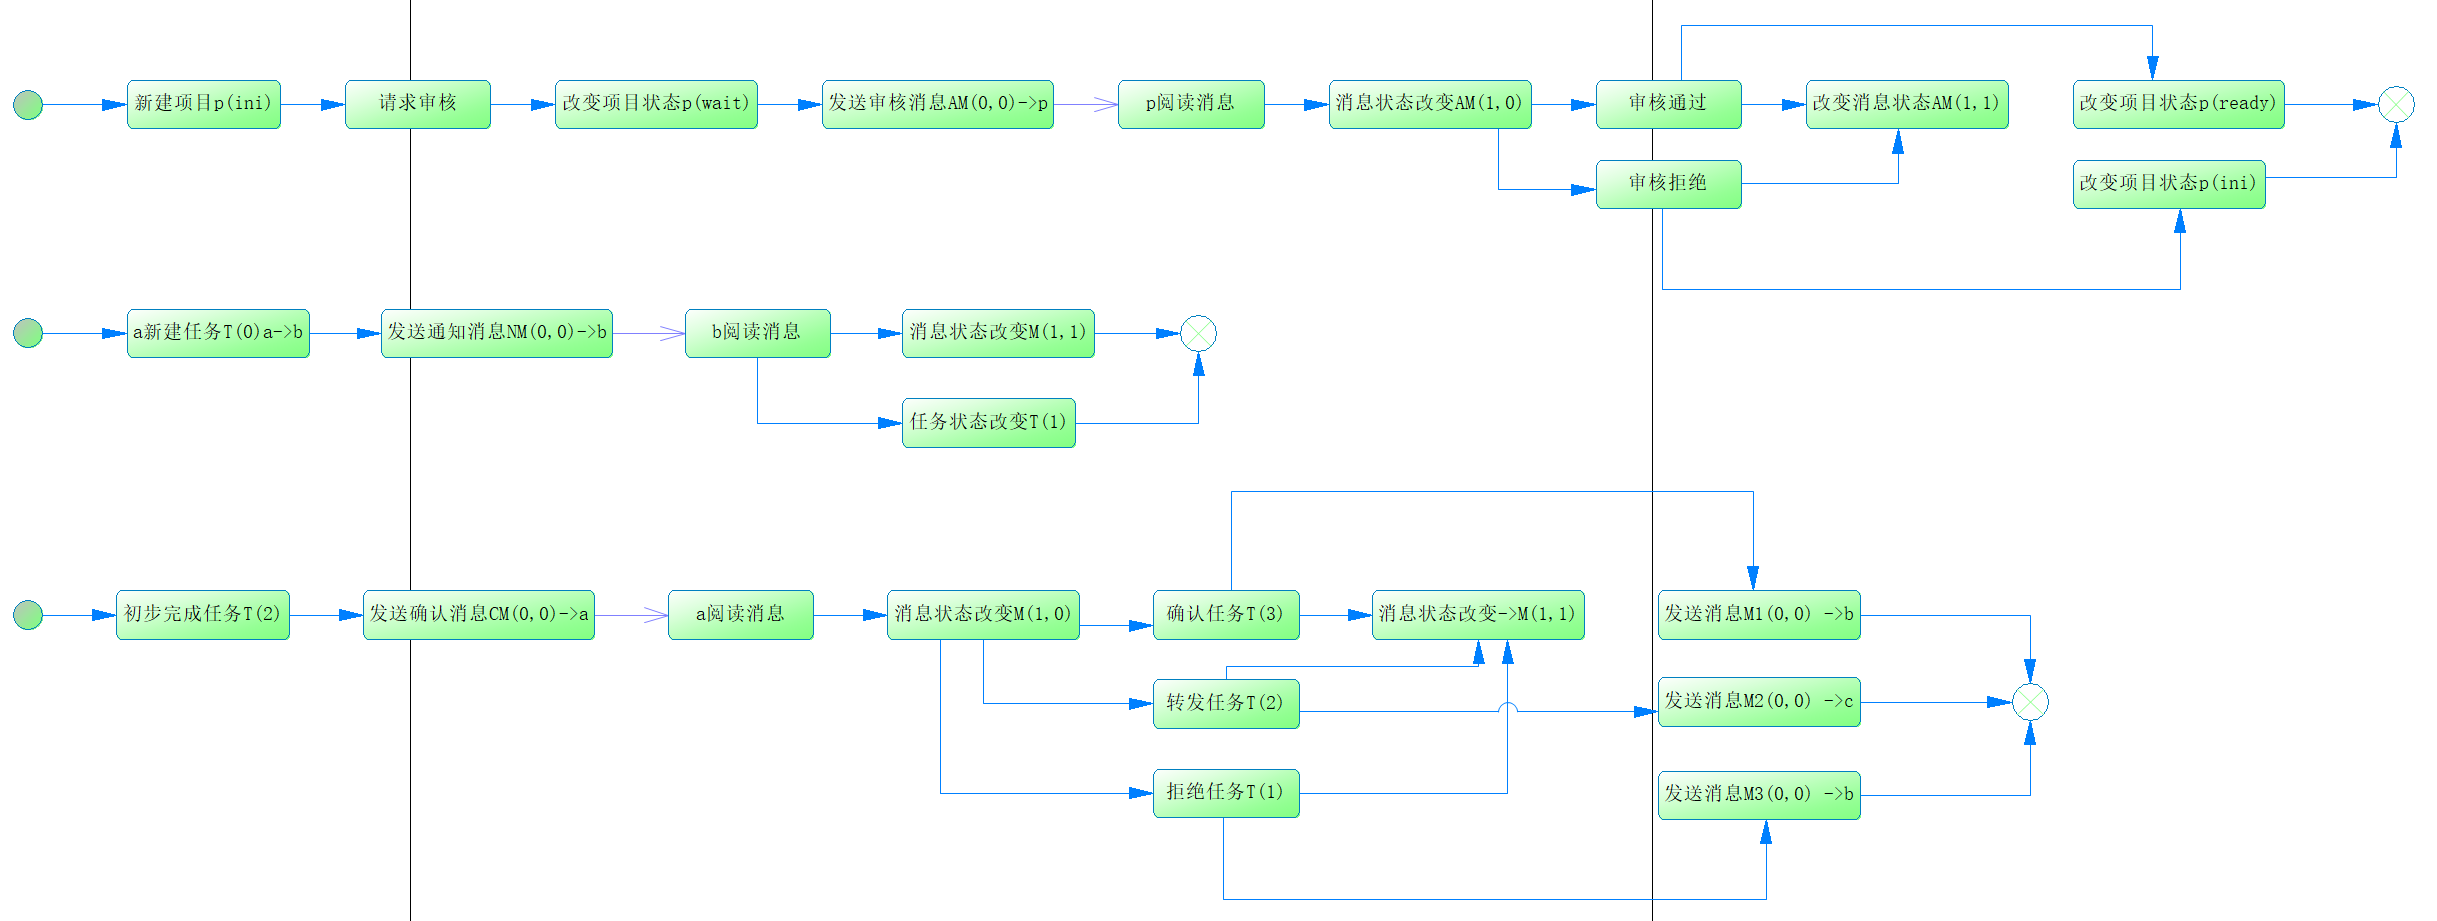 新建项目p(ini)
请求审核
改变项目状态p(wait)
发送审核消息AM(0,0)->p
p阅读消息
消息状态改变AM(1,0)
审核通过
改变消息状态AM(1,1)
改变项目状态p(ready)
审核拒绝
改变项目状态p(ini)
a新建任务T(0)a->b
发送通知消息NM(0,0)->b
b阅读消息
消息状态改变M(1,1)
任务状态改变T(1)
初步完成任务T(2)
发送确认消息CM(0,0)->a
a阅读消息
消息状态改变M(1,0)
确认任务T(3)
消息状态改变->M(1,1)
发送消息M1(0,0) ->b
转发任务T(2)
发送消息M2(0,0) ->c
拒绝任务T(1)
发送消息M3(0,0) ->b